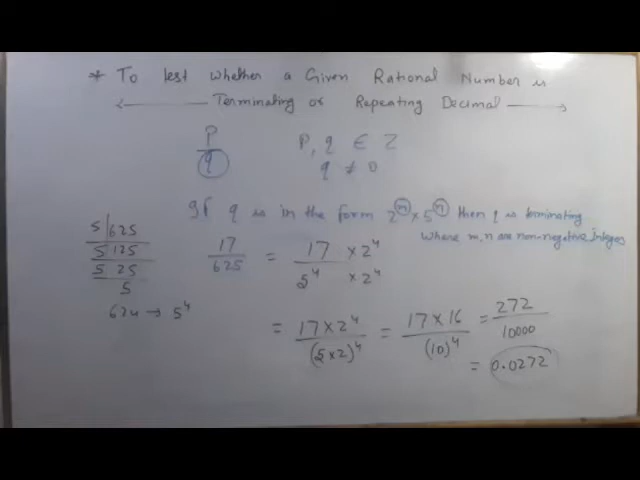 * To test whether a Given Rational Number is
Terminating or Repeating Decimal
P/q P, q ∈ Z
q ≠ 0
If q is in the form 2^m × 5^n then q is terminating
where m, n are non-negative integers
5|625
5 125
5 25
5
624 → 5^4
17/625 = 17 × 2^4 / 5^4 × 2^4
= 17 × 2^4 / (5 × 2)^4 = 17 × 16 / (10)^4 = 272 / 10000
= 0.0272